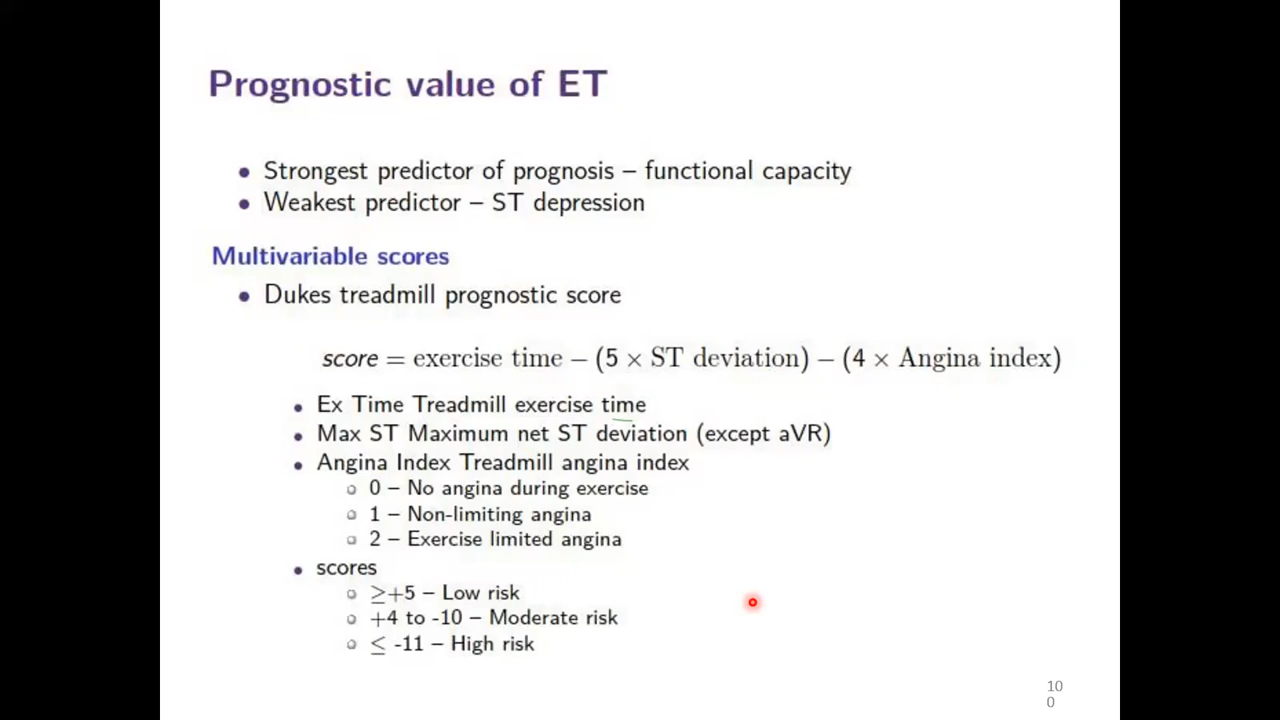 Prognostic value of ET
• Strongest predictor of prognosis – functional capacity
• Weakest predictor – ST depression
Multivariable scores
• Dukes treadmill prognostic score
score = exercise time − (5 × ST deviation) − (4 × Angina index)
• Ex Time Treadmill exercise time
• Max ST Maximum net ST deviation (except aVR)
• Angina Index Treadmill angina index
0 – No angina during exercise
1 – Non-limiting angina
2 – Exercise limited angina
• scores
≥+5 – Low risk
+4 to -10 – Moderate risk
≤ -11 – High risk
10
0